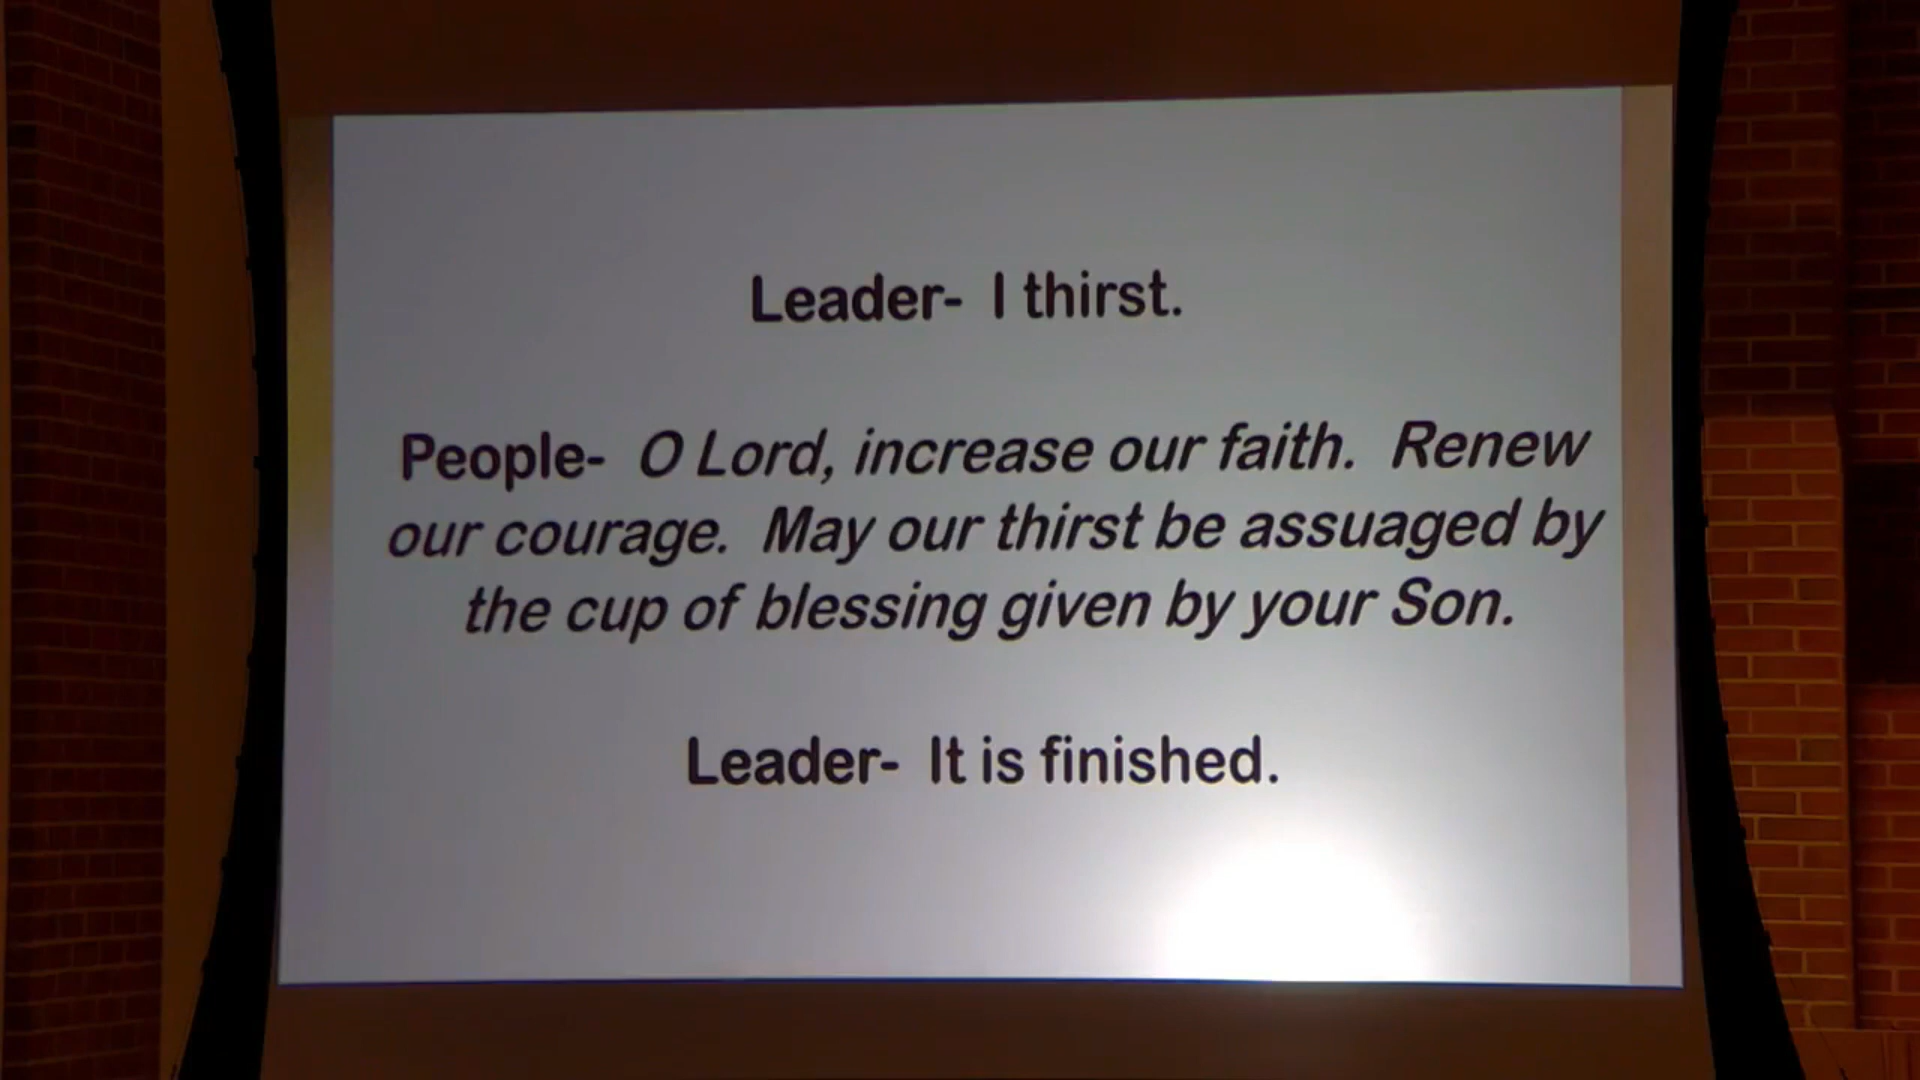 Leader- I thirst.
People- O Lord, increase our faith. Renew
our courage. May our thirst be assuaged by
the cup of blessing given by your Son.
Leader- It is finished.